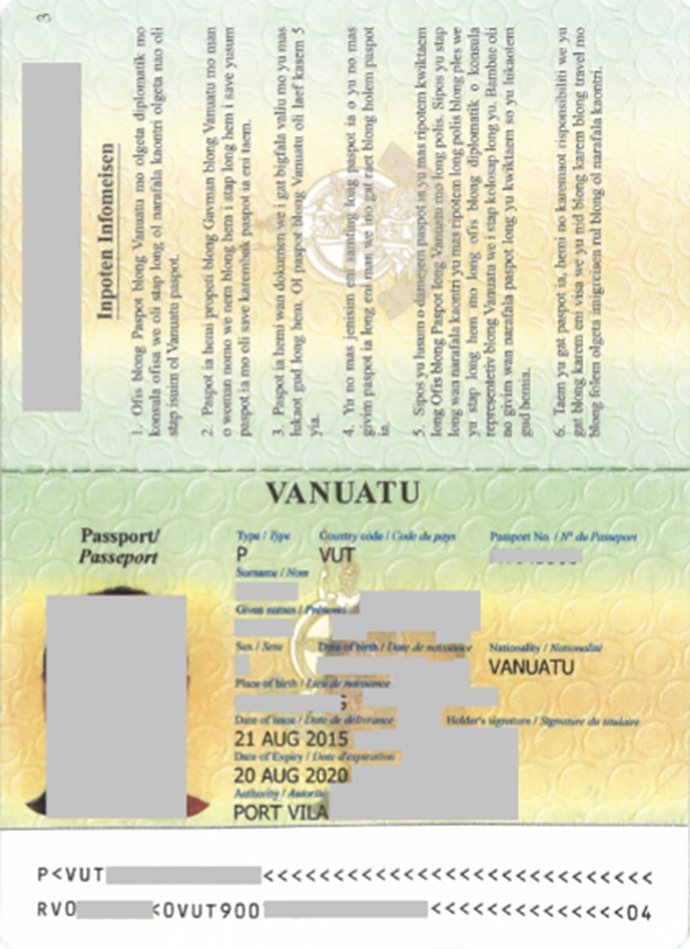 3
Inpoten Infomeisen
1. Ofis blong Paspot blong Vanuatu mo olgeta diplomatik mo
konsula ofisa we oli stap long ol narafala kaontri olgeta nao oli
stap isuim ol Vanuatu paspot.
2. Paspot ia hemi propeti blong Gavman blong Vanuatu mo man
o woman nomo we nem blong hem i stap long hem i save yusum
paspot ia mo oli save karembak paspot ia eni taem.
3. Paspot ia hemi wan dokumen we i gat bigfala valiu mo yu mas
lukaot gud long hem. Ol paspot blong Vanuatu oli laef kasem 5
yia.
4. Yu no mas jenisim eni samting long paspot ia o yu no mas
givim paspot ia long eni man we i no gat raet blong holem paspot
ia.
5. Sipos yu lusum o damejem paspot ia yu mas ripotem kwiktaem
long Ofis blong Paspot long Vanuatu mo long polis. Sipos yu stap
long wan narafala kaontri yu mas ripotem long polis blong ples we
yu stap long hem mo long ofis blong diplomatik o konsula
representetiv blong Vanuatu we i stap kolosap long yu. Bambae oli
no givim wan narafala paspot long yu kwiktaem so yu lukaotem
gud hemia.
6. Taem yu gat paspot ia, hemi no karemaot risponsibiliti we yu
gat blong karem eni visa we yu nid blong karem blong travel mo
blong folem olgeta imigreisen rul blong ol narafala kaontri.
VANUATU
Passport/
Passeport
Type / Type Country code / Code du pays Passport No. / N° du Passeport
P VUT
Surname / Nom
Given names / Prénoms
Sex / Sexe Date of birth / Date de naissance Nationality / Nationalité
VANUATU
Place of birth / Lieu de naissance
Date of issue / Date de délivrance Holder's signature / Signature du titulaire
21 AUG 2015
Date of Expiry / Date d'expiration
20 AUG 2020
Authority / Autorité
PORT VILA
P<VUT <<<<<<<<<<<<<<<<<<<<<<<<<<<<<
RV0 <0VUT900 <<<<<<<<<<<<<<04